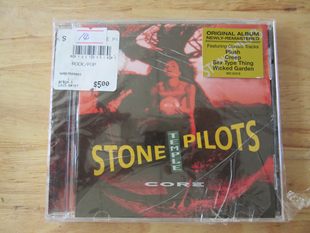 S
14
ROCK/POP
$5.00
ORIGINAL ALBUM
NEWLY-REMASTERED
Featuring Classic Tracks
Plush
Creep
Sex Type Thing
Wicked Garden
STONE TEMPLE PILOTS
CORE